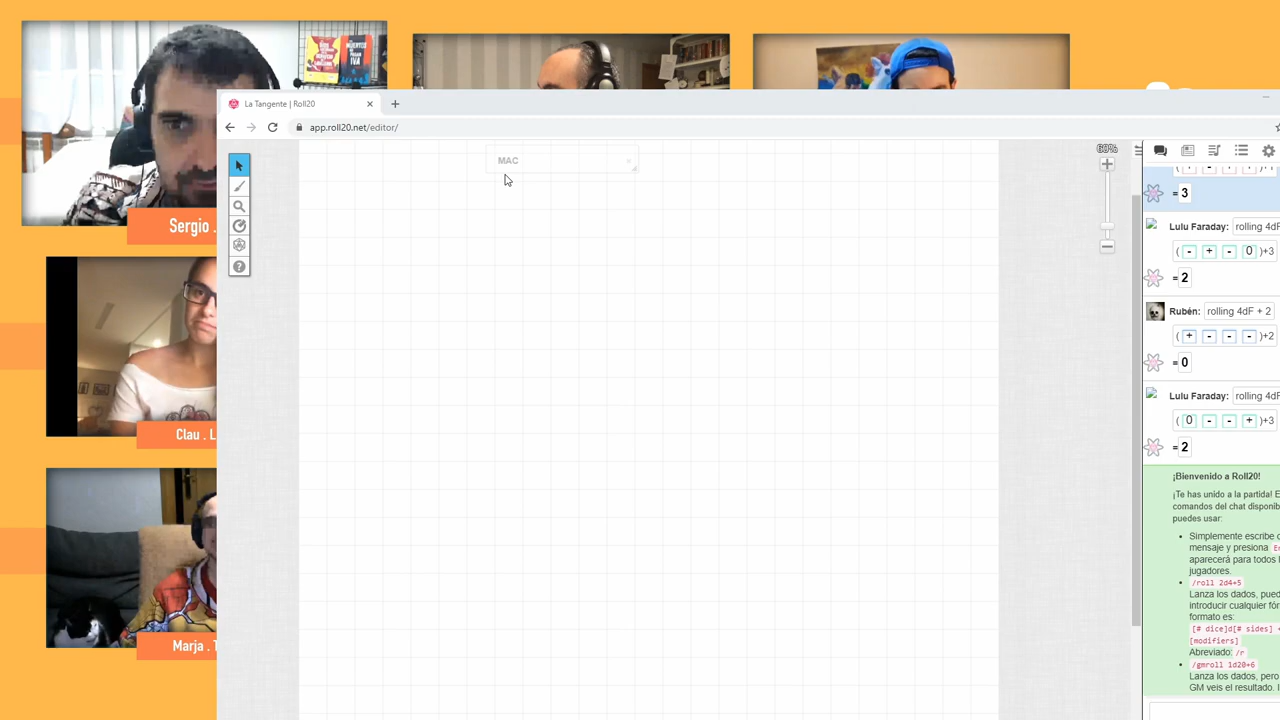 IVA
La Tangente | Roll20
app.roll20.net/editor/
MAC
Sergio .
Clau . L
Marja . T
= 3
Lulu Faraday: rolling 4dF
( - + - 0 )+3
= 2
Rubén: rolling 4dF + 2
( + - - - )+2
= 0
Lulu Faraday: rolling 4dF
( 0 - - + )+3
= 2
¡Bienvenido a Roll20!
¡Te has unido a la partida! E
comandos del chat disponib
puedes usar:
Simplemente escribe
mensaje y presiona En
aparecerá para todos l
jugadores.
/roll 2d4+5
Lanza los dados, pued
introducir cualquier fór
formato es:
[# dice]d[# sides] +
[modifiers]
Abreviado: /r
/gmroll 1d20+6
Lanza los dados, pero
GM veis el resultado. I